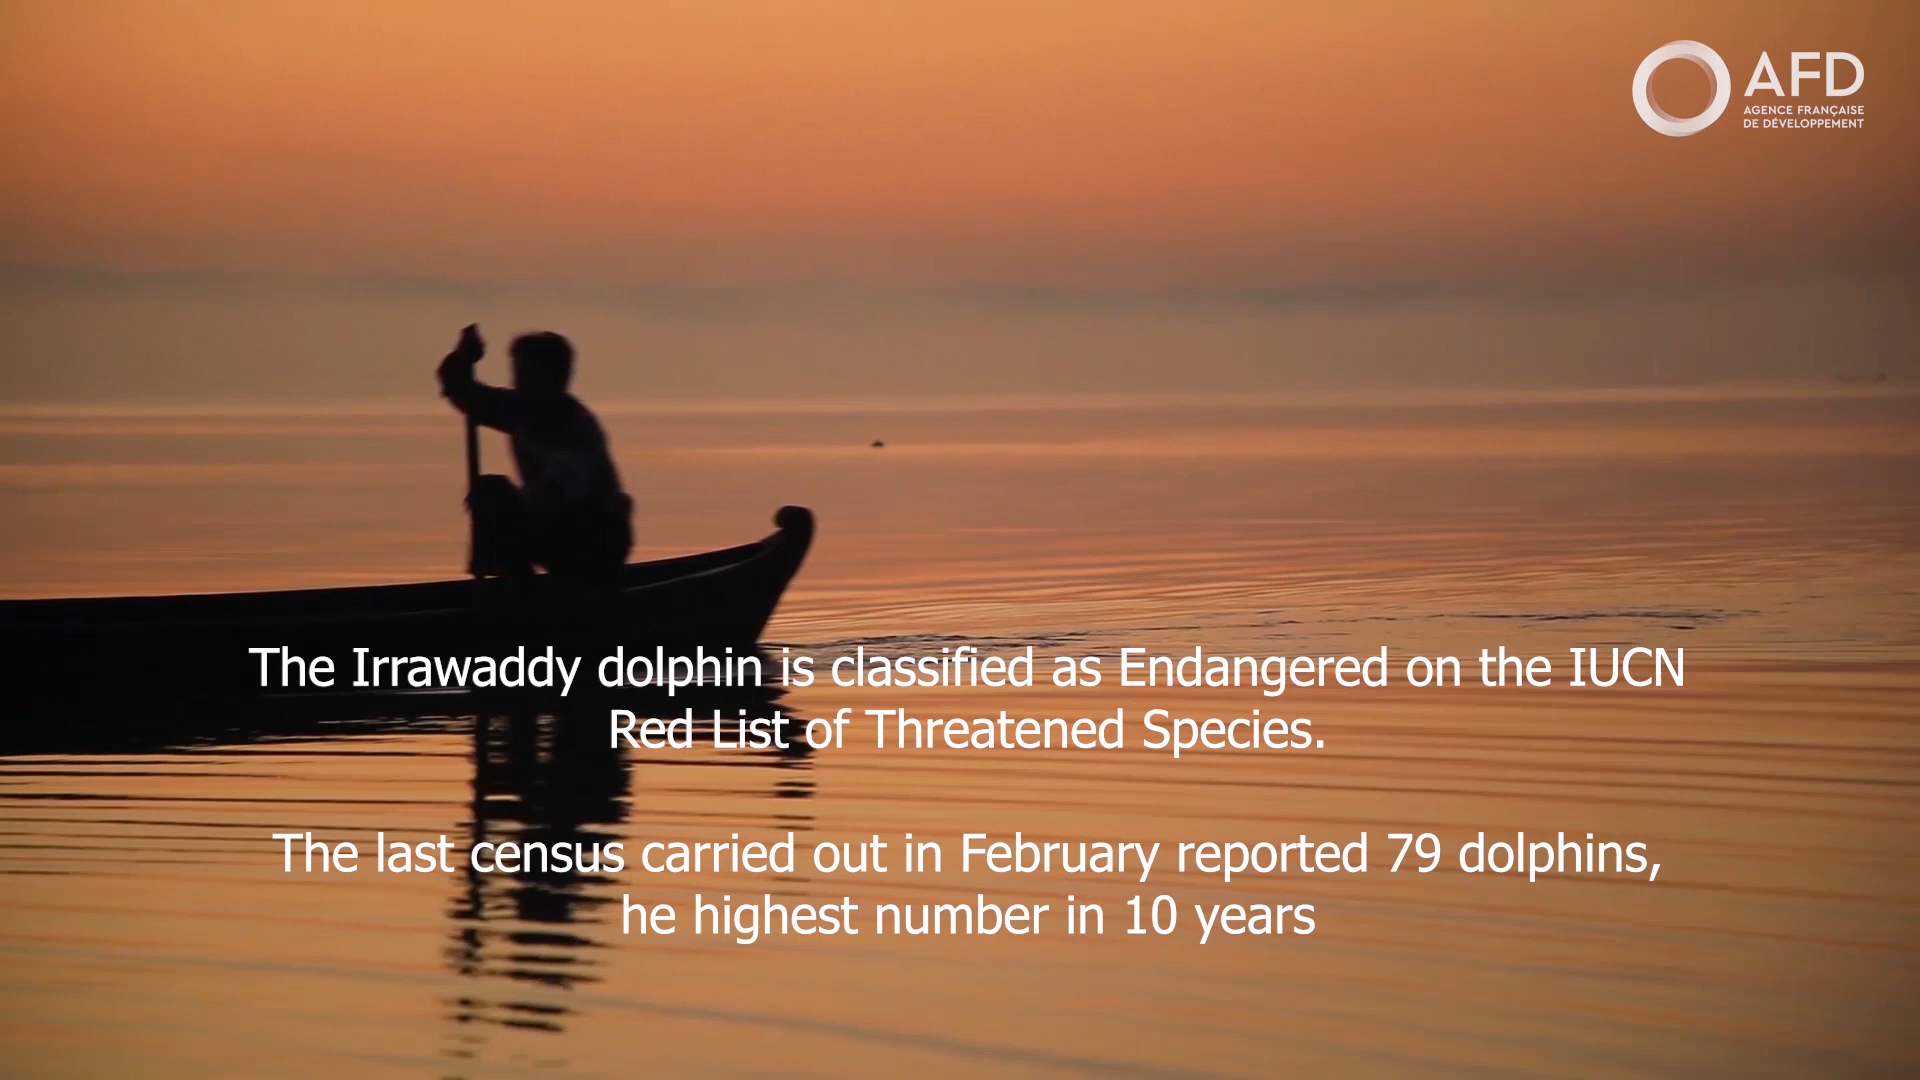 AFD
AGENCE FRANÇAISE
DE DÉVELOPPEMENT
The Irrawaddy dolphin is classified as Endangered on the IUCN
Red List of Threatened Species.
The last census carried out in February reported 79 dolphins,
he highest number in 10 years